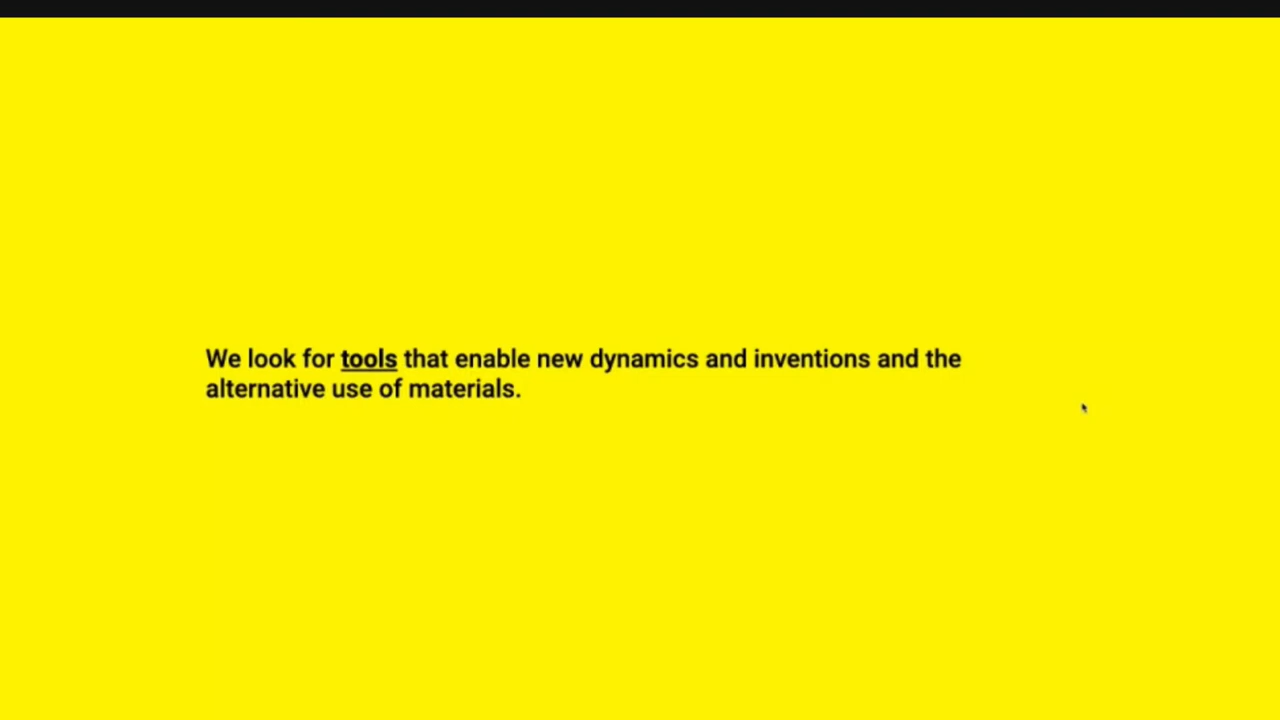 We look for tools that enable new dynamics and inventions and the
alternative use of materials.